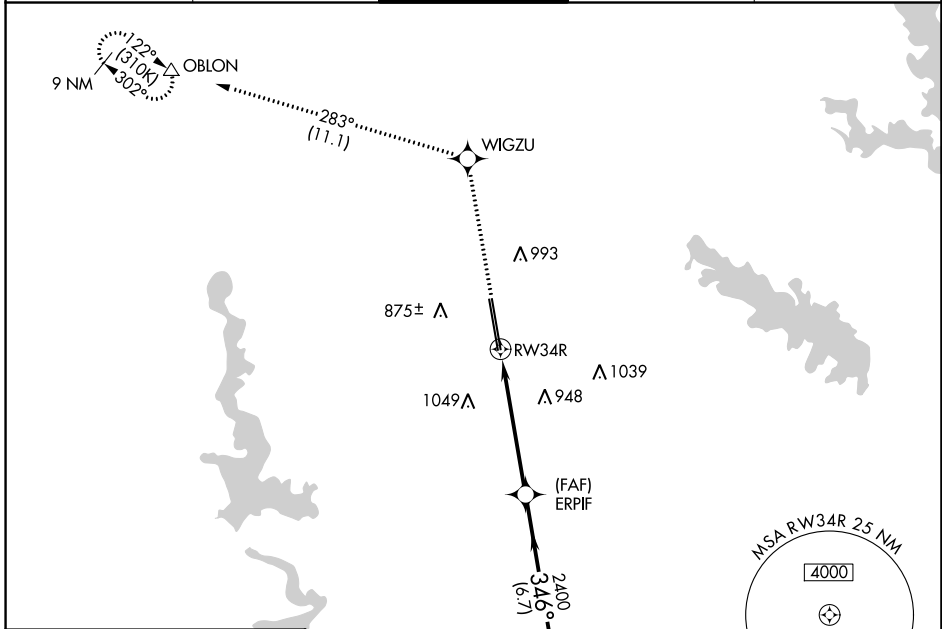 122°
(310K)
302°
9 NM
OBLON
283°
(11.1)
WIGZU
993
875±
RW34R
1039
1049
948
(FAF)
ERPIF
2400
346°
(6.7)
MSA RW34R 25 NM
4000